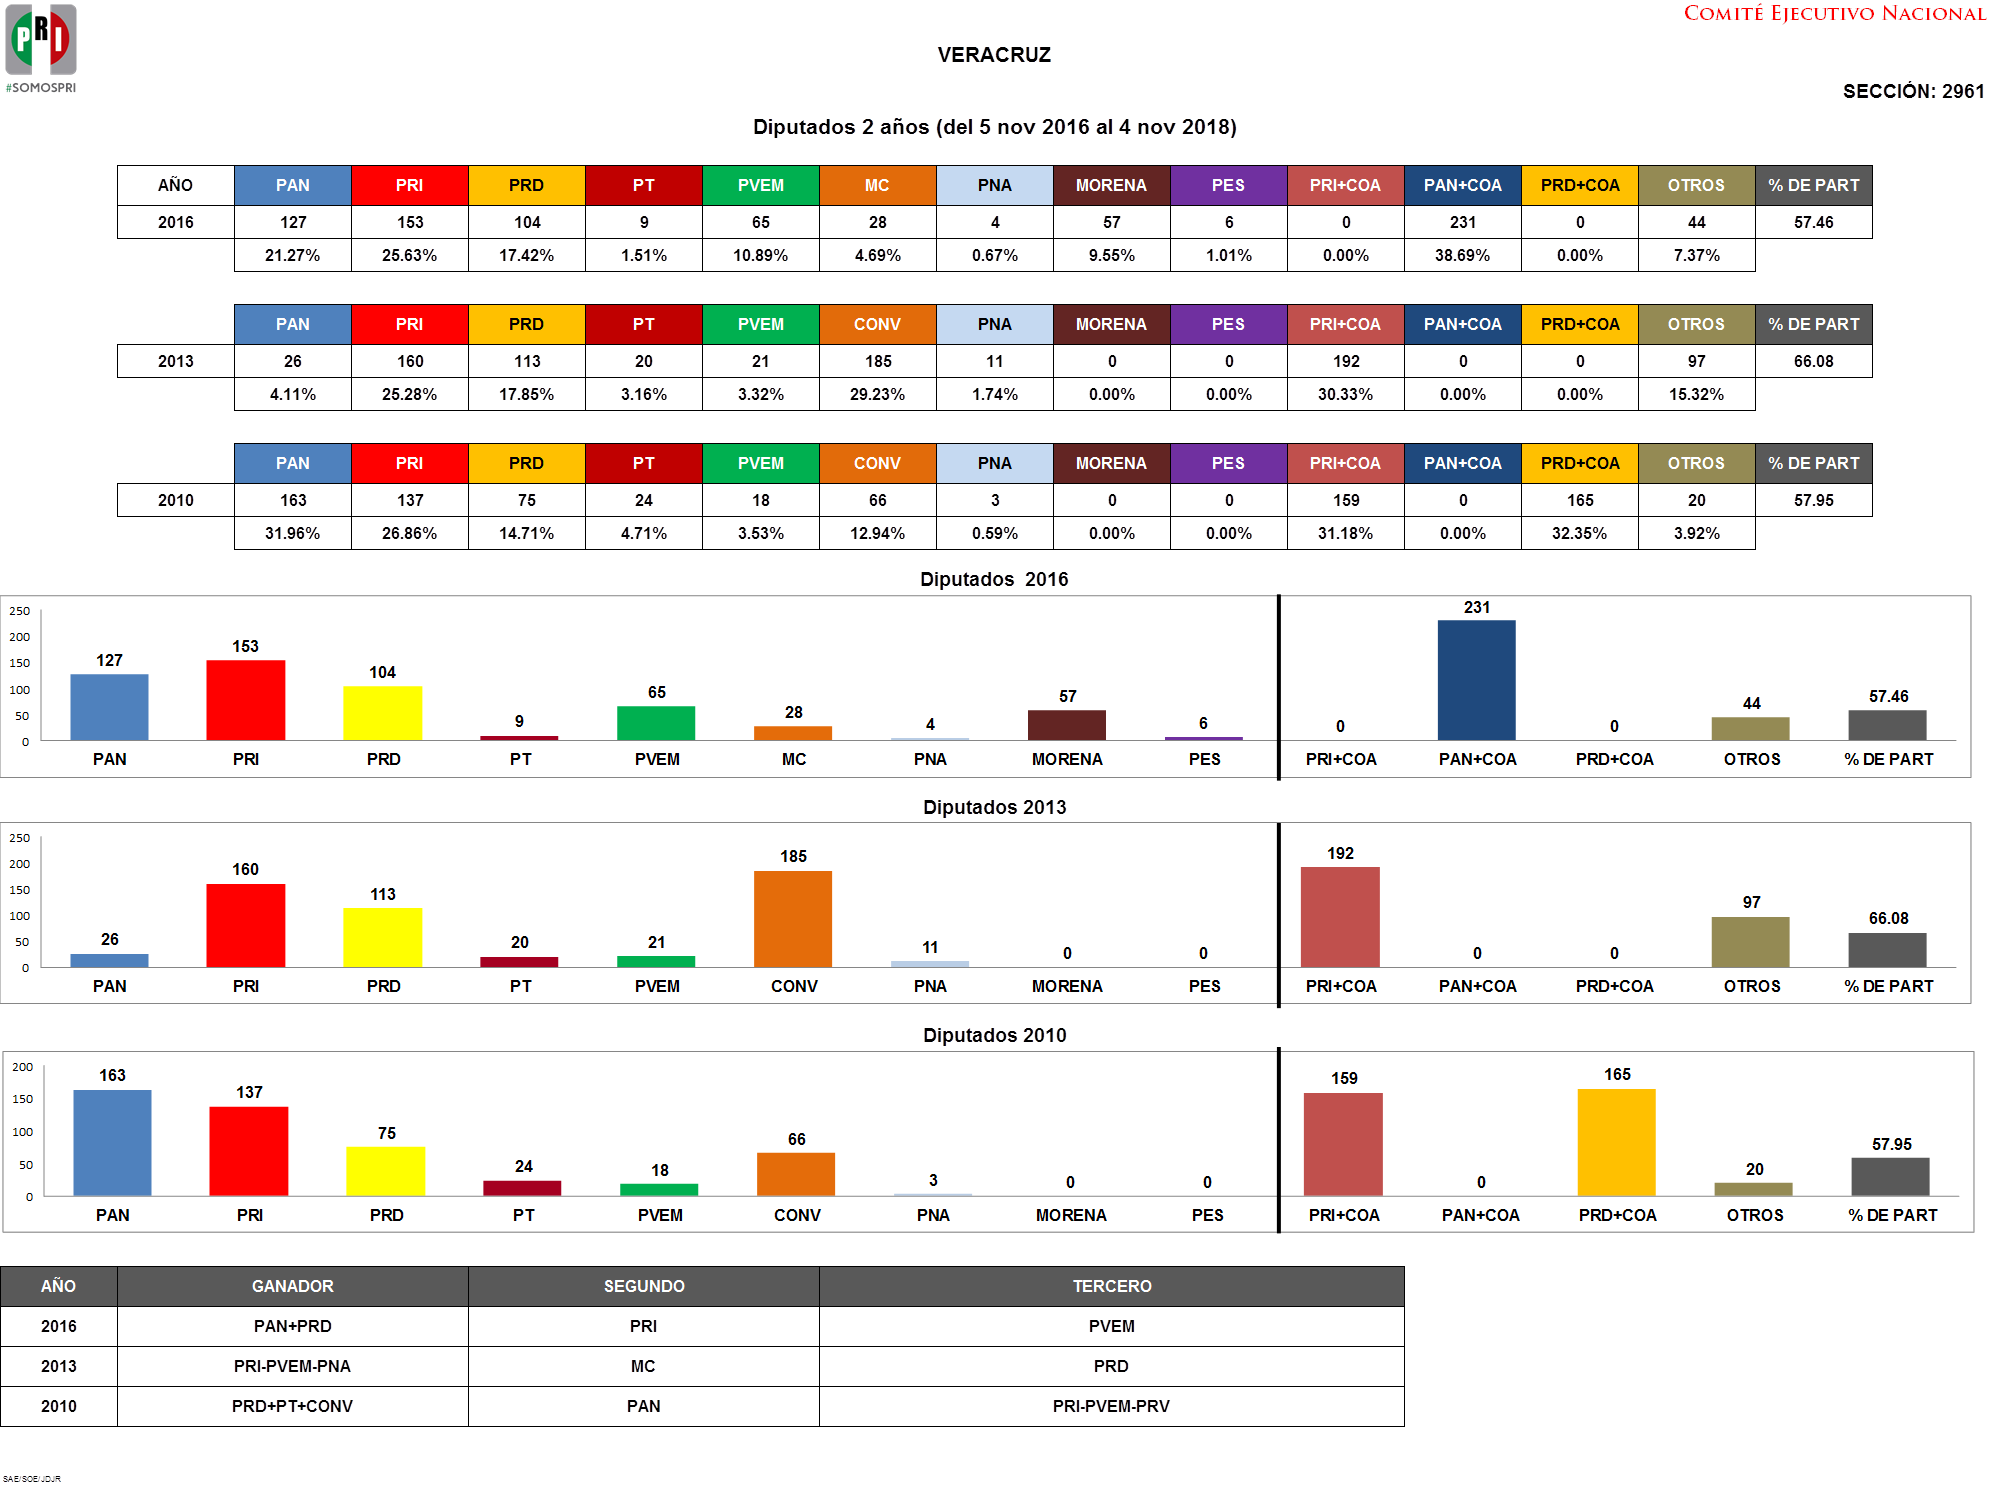 PRI
#SOMOSPRI
COMITÉ EJECUTIVO NACIONAL
VERACRUZ
SECCIÓN: 2961
Diputados 2 años (del 5 nov 2016 al 4 nov 2018)
AÑO PAN PRI PRD PT PVEM MC PNA MORENA PES PRI+COA PAN+COA PRD+COA OTROS % DE PART
2016 127 153 104 9 65 28 4 57 6 0 231 0 44 57.46
21.27% 25.63% 17.42% 1.51% 10.89% 4.69% 0.67% 9.55% 1.01% 0.00% 38.69% 0.00% 7.37%
PAN PRI PRD PT PVEM CONV PNA MORENA PES PRI+COA PAN+COA PRD+COA OTROS % DE PART
2013 26 160 113 20 21 185 11 0 0 192 0 0 97 66.08
4.11% 25.28% 17.85% 3.16% 3.32% 29.23% 1.74% 0.00% 0.00% 30.33% 0.00% 0.00% 15.32%
PAN PRI PRD PT PVEM CONV PNA MORENA PES PRI+COA PAN+COA PRD+COA OTROS % DE PART
2010 163 137 75 24 18 66 3 0 0 159 0 165 20 57.95
31.96% 26.86% 14.71% 4.71% 3.53% 12.94% 0.59% 0.00% 0.00% 31.18% 0.00% 32.35% 3.92%
Diputados 2016
250
200
150
100
50
0
127 153 104 9 65 28 4 57 6 0 231 0 44 57.46
PAN PRI PRD PT PVEM MC PNA MORENA PES PRI+COA PAN+COA PRD+COA OTROS % DE PART
Diputados 2013
250
200
150
100
50
0
26 160 113 20 21 185 11 0 0 192 0 0 97 66.08
PAN PRI PRD PT PVEM CONV PNA MORENA PES PRI+COA PAN+COA PRD+COA OTROS % DE PART
Diputados 2010
200
150
100
50
0
163 137 75 24 18 66 3 0 0 159 0 165 20 57.95
PAN PRI PRD PT PVEM CONV PNA MORENA PES PRI+COA PAN+COA PRD+COA OTROS % DE PART
AÑO GANADOR SEGUNDO TERCERO
2016 PAN+PRD PRI PVEM
2013 PRI-PVEM-PNA MC PRD
2010 PRD+PT+CONV PAN PRI-PVEM-PRV
SAE/SOE/JDJR